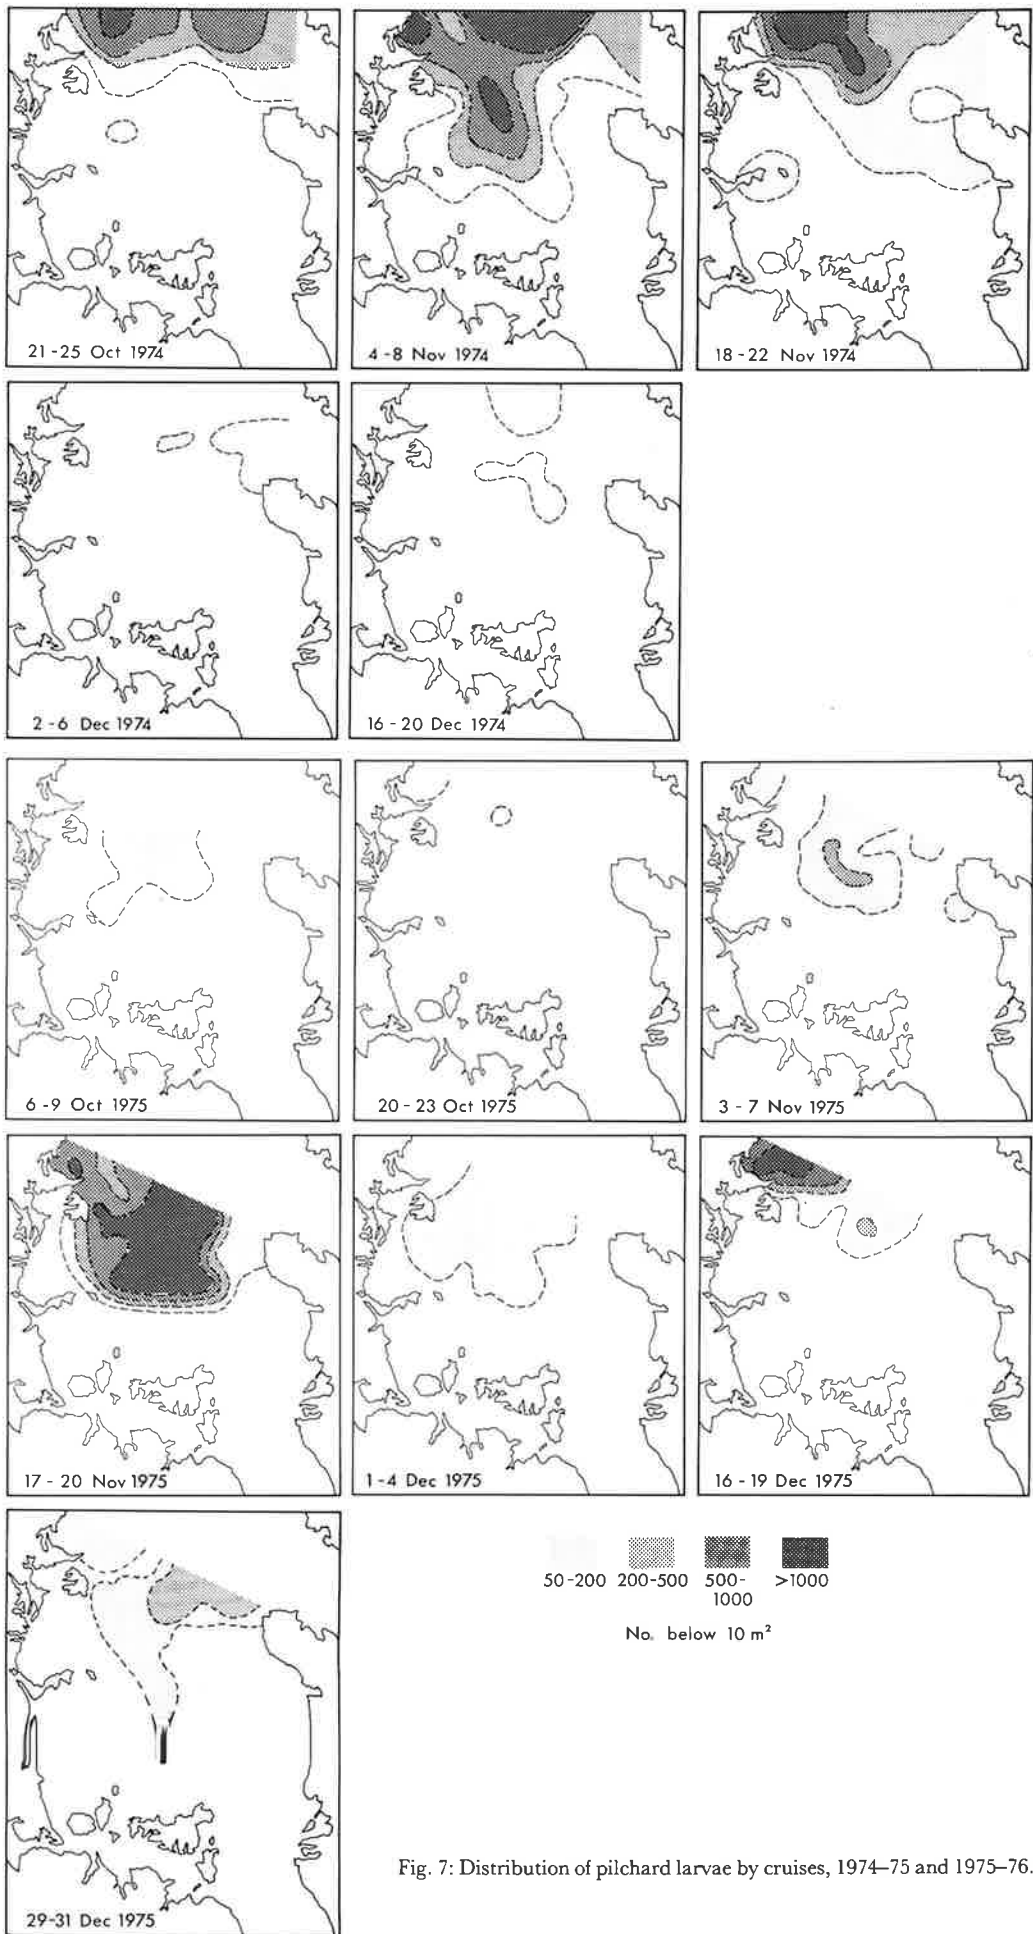 21-25 Oct 1974
4-8 Nov 1974
18-22 Nov 1974
2-6 Dec 1974
16-20 Dec 1974
6-9 Oct 1975
20-23 Oct 1975
3-7 Nov 1975
17-20 Nov 1975
1-4 Dec 1975
16-19 Dec 1975
50-200 200-500 500- >1000
1000
No. below 10 m²
29-31 Dec 1975
Fig. 7: Distribution of pilchard larvae by cruises, 1974–75 and 1975–76.